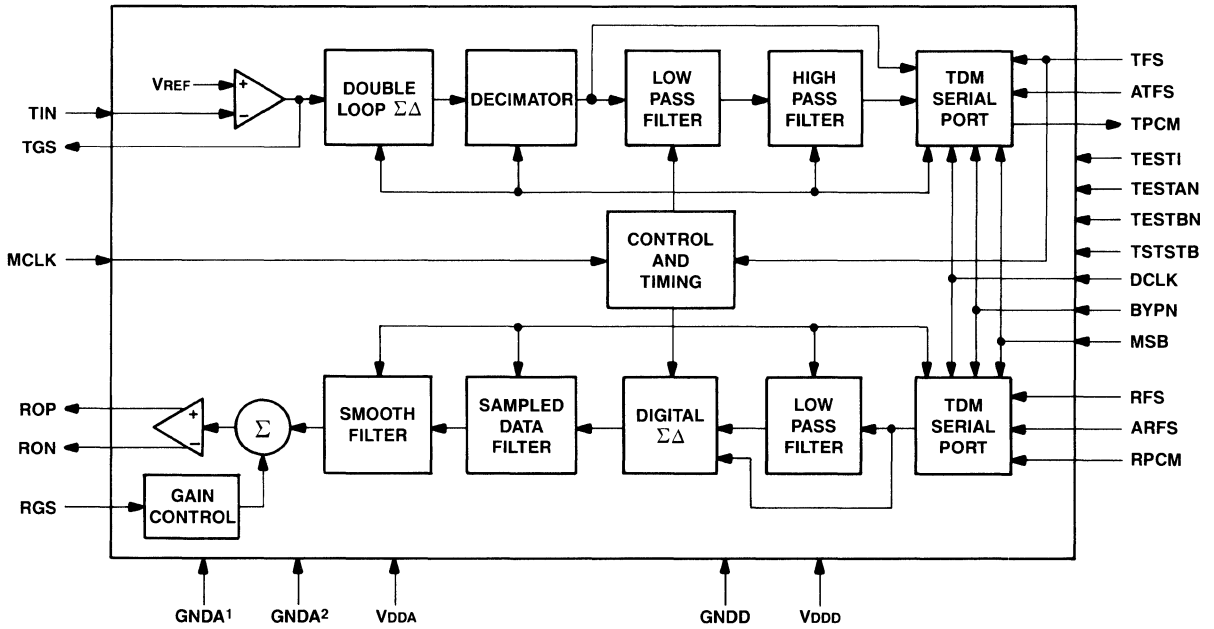 VREF
+
−
DOUBLE
LOOP ΣΔ
DECIMATOR
LOW
PASS
FILTER
HIGH
PASS
FILTER
TDM
SERIAL
PORT
TIN
TGS
MCLK
TFS
ATFS
TPCM
TESTI
TESTAN
TESTBN
TSTSTB
DCLK
BYPN
MSB
CONTROL
AND
TIMING
ROP
RON
RGS
+
−
Σ
GAIN
CONTROL
SMOOTH
FILTER
SAMPLED
DATA
FILTER
DIGITAL
ΣΔ
LOW
PASS
FILTER
TDM
SERIAL
PORT
RFS
ARFS
RPCM
GNDA1
GNDA2
VDDA
GNDD
VDDD